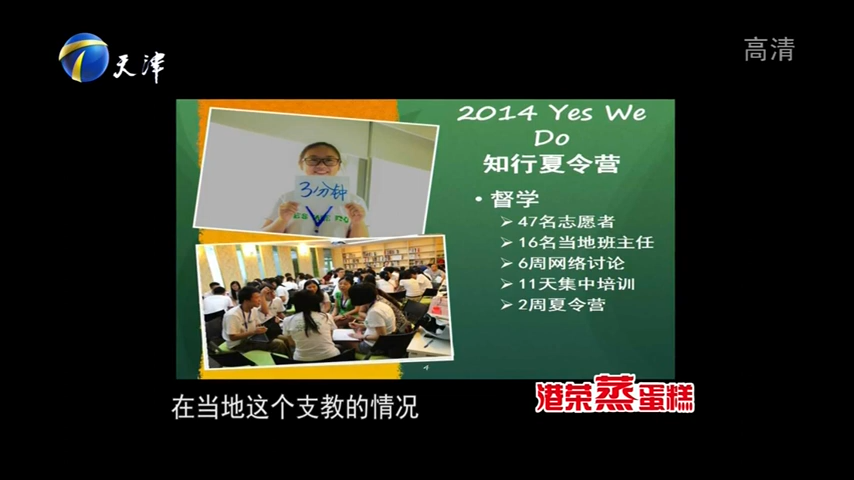 天津
高清
2014 Yes We
Do
知行夏令营
3分钟
• 督学
➢ 47名志愿者
➢ 16名当地班主任
➢ 6周网络讨论
➢ 11天集中培训
➢ 2周夏令营
在当地这个支教的情况
港荣蒸蛋糕